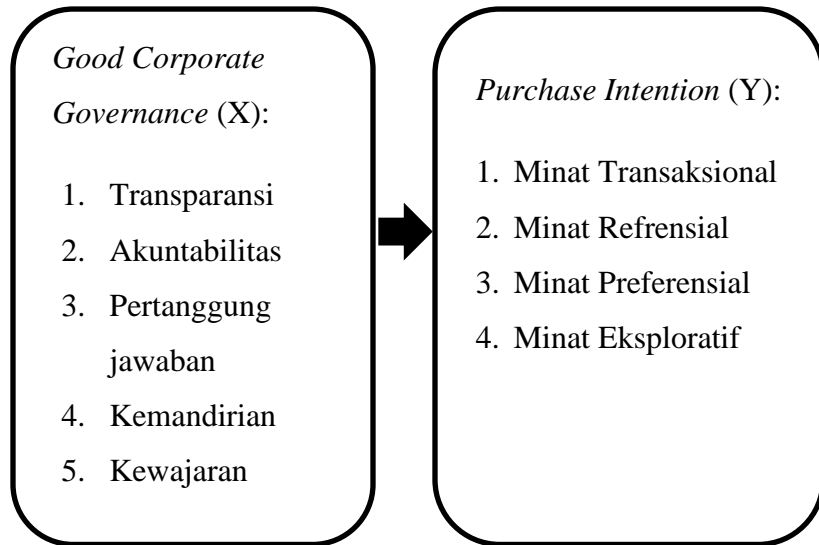 Good Corporate
Governance (X):
1. Transparansi
2. Akuntabilitas
3. Pertanggung
jawaban
4. Kemandirian
5. Kewajaran
Purchase Intention (Y):
1. Minat Transaksional
2. Minat Refrensial
3. Minat Preferensial
4. Minat Eksploratif